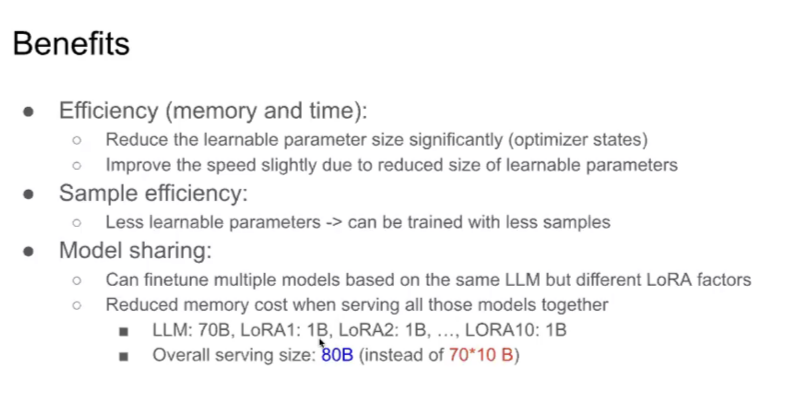 Benefits
● Efficiency (memory and time):
○ Reduce the learnable parameter size significantly (optimizer states)
○ Improve the speed slightly due to reduced size of learnable parameters
● Sample efficiency:
○ Less learnable parameters -> can be trained with less samples
● Model sharing:
○ Can finetune multiple models based on the same LLM but different LoRA factors
○ Reduced memory cost when serving all those models together
■ LLM: 70B, LoRA1: 1B, LoRA2: 1B, …, LORA10: 1B
■ Overall serving size: 80B (instead of 70*10 B)